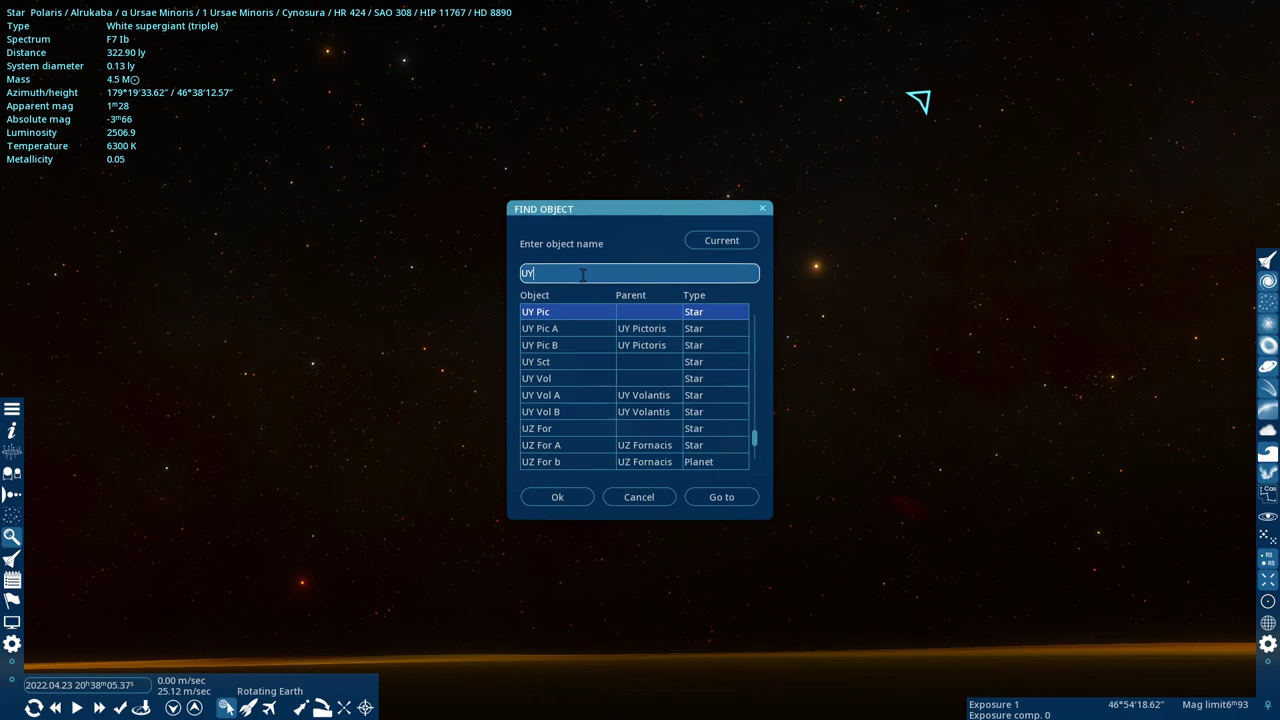 Star Polaris / Alrukaba / α Ursae Minoris / 1 Ursae Minoris / Cynosura / HR 424 / SAO 308 / HIP 11767 / HD 8890
Type White supergiant (triple)
Spectrum F7 Ib
Distance 322.90 ly
System diameter 0.13 ly
Mass 4.5 M☉
Azimuth/height 179°19′33.62″ / 46°38′12.57″
Apparent mag 1ᵐ28
Absolute mag -3ᵐ66
Luminosity 2506.9
Temperature 6300 K
Metallicity 0.05
FIND OBJECT
Enter object name Current
UY
Object Parent Type
UY Pic Star
UY Pic A UY Pictoris Star
UY Pic B UY Pictoris Star
UY Sct Star
UY Vol Star
UY Vol A UY Volantis Star
UY Vol B UY Volantis Star
UZ For Star
UZ For A UZ Fornacis Star
UZ For b UZ Fornacis Planet
Ok Cancel Go to
2022.04.23 20ʰ38ᵐ05.37ˢ
0.00 m/sec
25.12 m/sec Rotating Earth
Exposure 1 46°54′18.62″ Mag limit6ᵐ93
Exposure comp. 0